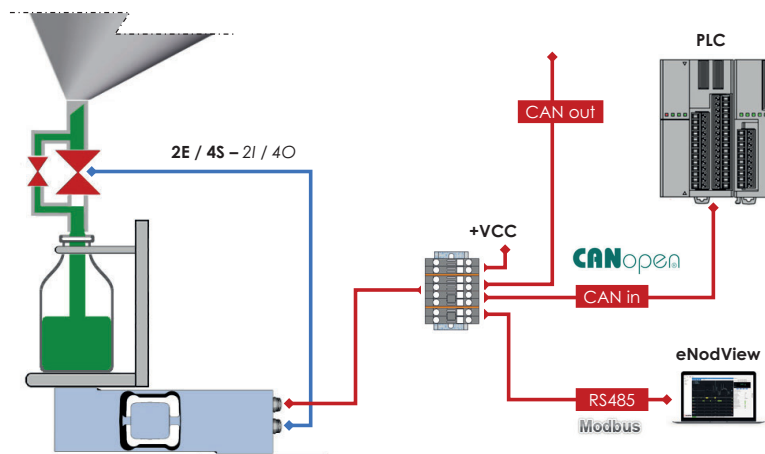 PLC
CAN out
2E / 4S – 2I / 4O
+VCC
CANopen
CAN in
eNodView
RS485
Modbus